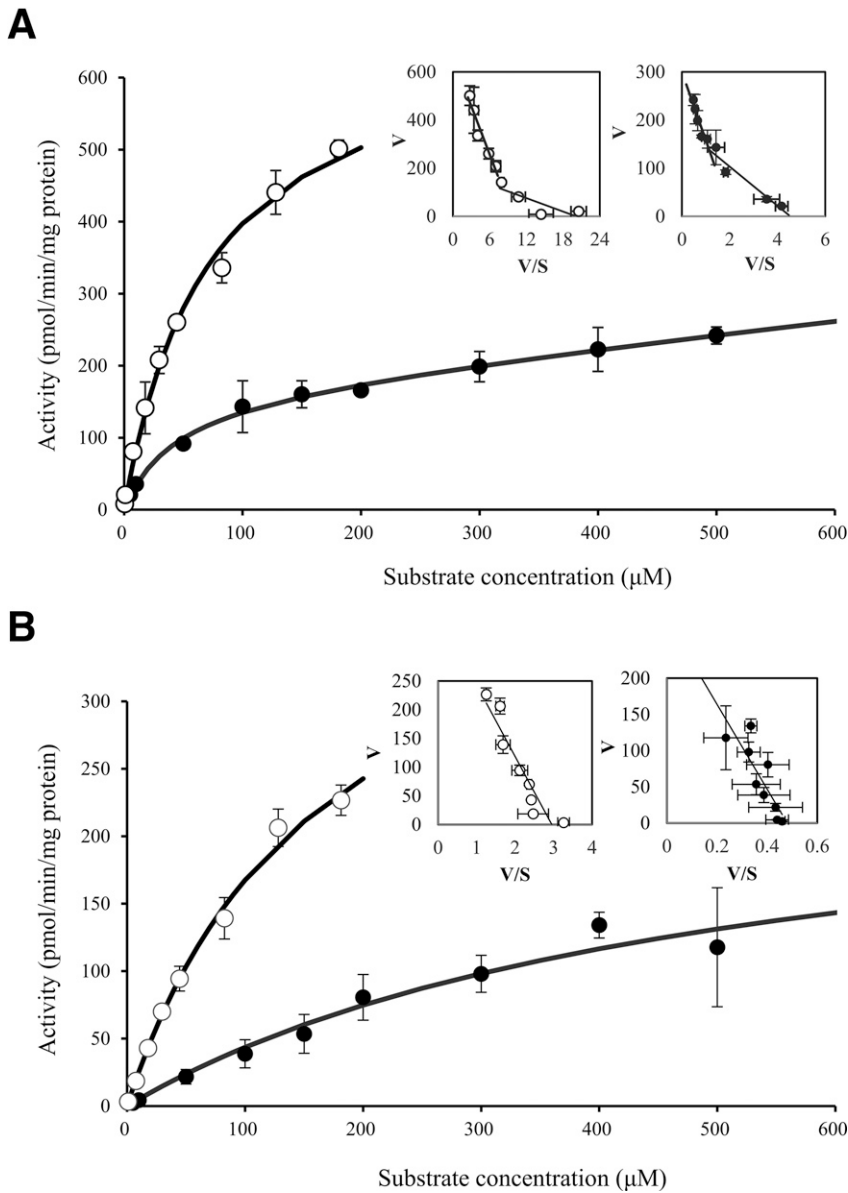 A
600
500
400
300
200
100
0
Activity (pmol/min/mg protein)
0 100 200 300 400 500 600
Substrate concentration (μM)
600
400
200
0
V
0 6 12 18 24
V/S
300
200
100
0
V
0 2 4 6
V/S
B
300
250
200
150
100
50
0
Activity (pmol/min/mg protein)
0 100 200 300 400 500 600
Substrate concentration (μM)
250
200
150
100
50
0
V
0 1 2 3 4
V/S
200
150
100
50
0
V
0 0.2 0.4 0.6
V/S